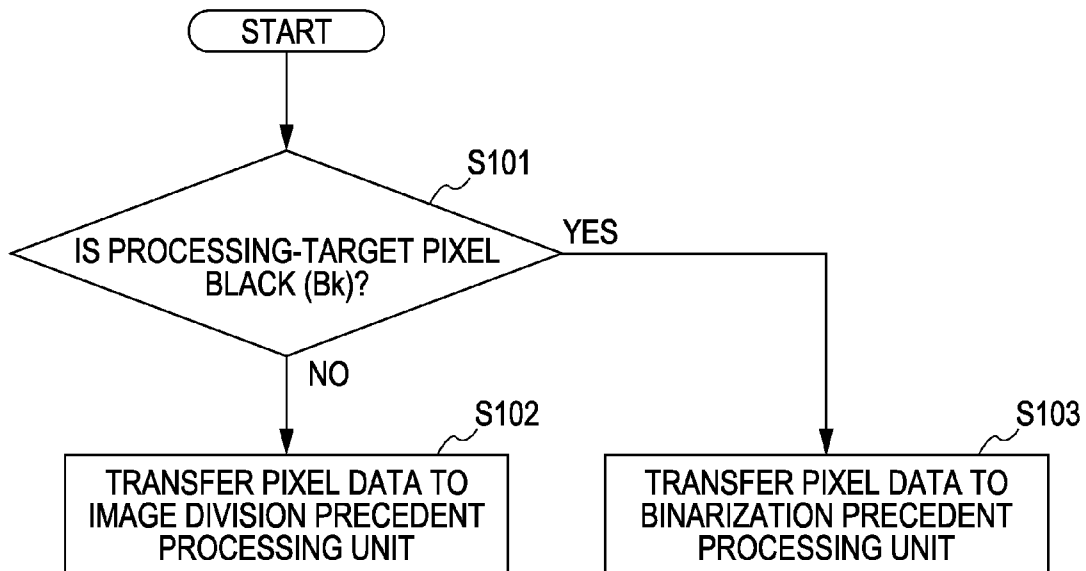 START
S101
IS PROCESSING-TARGET PIXEL
BLACK (Bk)?
YES
NO
S102
TRANSFER PIXEL DATA TO
IMAGE DIVISION PRECEDENT
PROCESSING UNIT
S103
TRANSFER PIXEL DATA TO
BINARIZATION PRECEDENT
PROCESSING UNIT